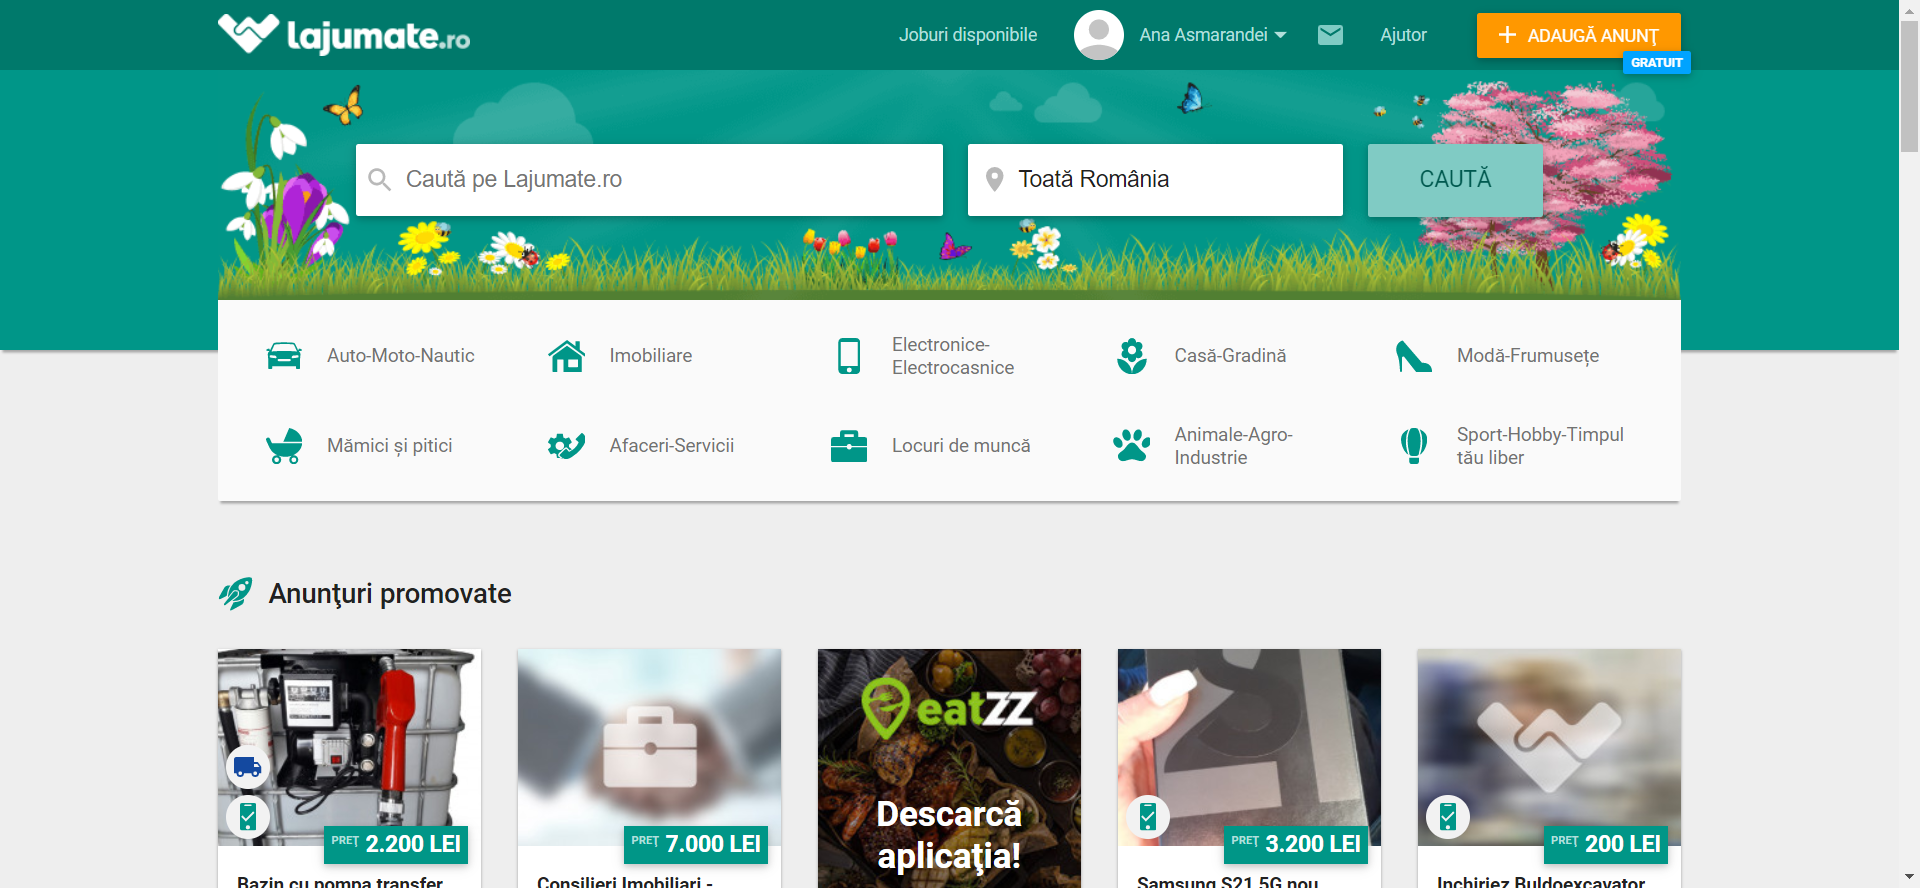 Lajumate.ro
Joburi disponibile
Ana Asmarandei
Ajutor
+ ADAUGĂ ANUNŢ
GRATUIT
Caută pe Lajumate.ro
Toată România
CAUTĂ
Auto-Moto-Nautic
Imobiliare
Electronice-
Electrocasnice
Casă-Gradină
Modă-Frumusețe
Mămici și pitici
Afaceri-Servicii
Locuri de muncă
Animale-Agro-
Industrie
Sport-Hobby-Timpul
tău liber
Anunţuri promovate
PREŢ 2.200 LEI
PREŢ 7.000 LEI
eatzz
Descarcă
aplicaţia!
S21
PREŢ 3.200 LEI
PREŢ 200 LEI
Bazin cu pompa transfer
Consilieri Imobiliari -
Samsung S21 5G nou
Inchiriez Buldoexcavator